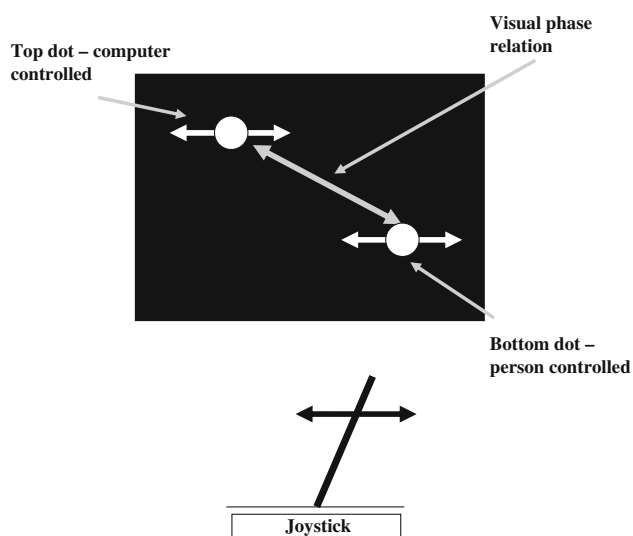 Top dot – computer
controlled
Visual phase
relation
Bottom dot –
person controlled
Joystick